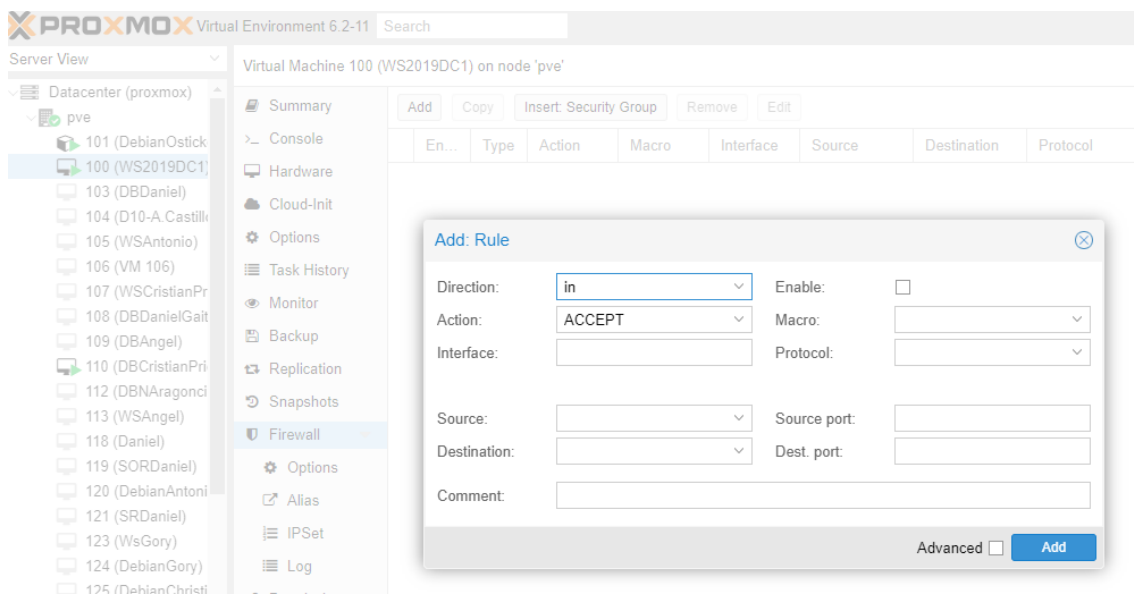 PROXMOX Virtual Environment 6.2-11 Search
Server View
Datacenter (proxmox)
pve
101 (DebianOstick
100 (WS2019DC1)
103 (DBDaniel)
104 (D10-A.Castill
105 (WSAntonio)
106 (VM 106)
107 (WSCristianPr
108 (DBDanielGait
109 (DBAngel)
110 (DBCristianPri
112 (DBNAragonci
113 (WSAngel)
118 (Daniel)
119 (SORDaniel)
120 (DebianAntoni
121 (SRDaniel)
123 (WsGory)
124 (DebianGory)
125 (DebianChristi
Virtual Machine 100 (WS2019DC1) on node 'pve'
Summary
Console
Hardware
Cloud-Init
Options
Task History
Monitor
Backup
Replication
Snapshots
Firewall
Options
Alias
IPSet
Log
Add Copy Insert: Security Group Remove Edit
En... Type Action Macro Interface Source Destination Protocol
Add: Rule
Direction: in Enable:
Action: ACCEPT Macro:
Interface: Protocol:
Source: Source port:
Destination: Dest. port:
Comment:
Advanced Add